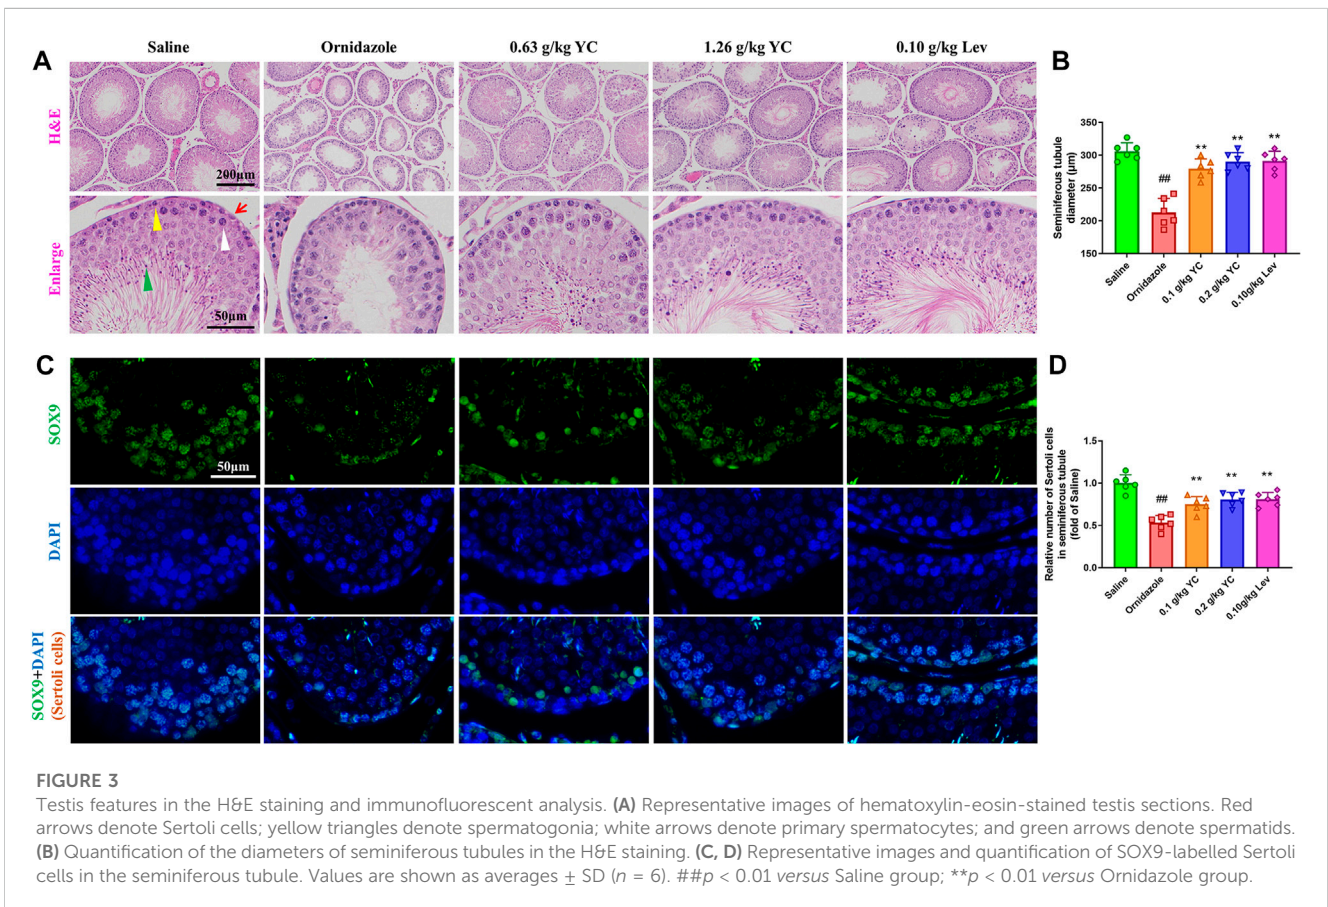 Saline Ornidazole 0.63 g/kg YC 1.26 g/kg YC 0.10 g/kg Lev
A
H&E
200µm
Enlarge
50µm
B
Seminiferous tubule
diameter (µm)
350
300
250
200
150
##
**
**
**
Saline
Ornidazole
0.1 g/kg YC
0.2 g/kg YC
0.10g/kg Lev
C
SOX9
50µm
DAPI
SOX9+DAPI
(Sertoli cells)
D
Relative number of Sertoli cells
in seminiferous tubule
(fold of Saline)
1.5
1.0
0.5
0.0
##
**
**
**
Saline
Ornidazole
0.1 g/kg YC
0.2 g/kg YC
0.10g/kg Lev
FIGURE 3
Testis features in the H&E staining and immunofluorescent analysis. (A) Representative images of hematoxylin-eosin-stained testis sections. Red
arrows denote Sertoli cells; yellow triangles denote spermatogonia; white arrows denote primary spermatocytes; and green arrows denote spermatids.
(B) Quantification of the diameters of seminiferous tubules in the H&E staining. (C, D) Representative images and quantification of SOX9-labelled Sertoli
cells in the seminiferous tubule. Values are shown as averages ± SD (n = 6). ##p < 0.01 versus Saline group; **p < 0.01 versus Ornidazole group.